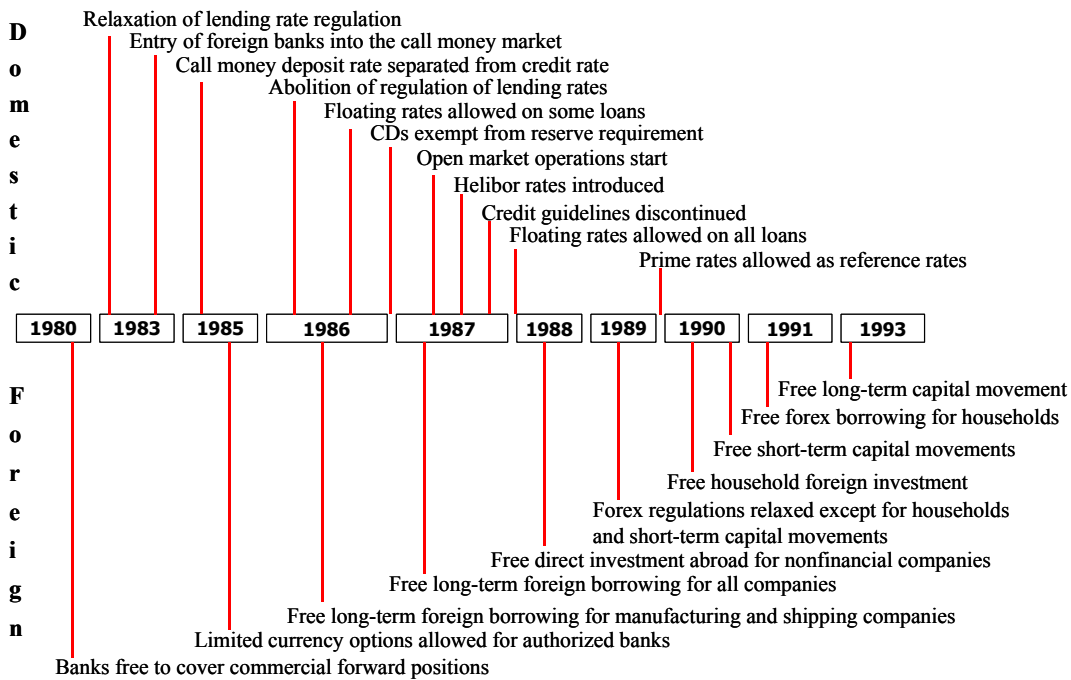 Domestic
Relaxation of lending rate regulation
Entry of foreign banks into the call money market
Call money deposit rate separated from credit rate
Abolition of regulation of lending rates
Floating rates allowed on some loans
CDs exempt from reserve requirement
Open market operations start
Helibor rates introduced
Credit guidelines discontinued
Floating rates allowed on all loans
Prime rates allowed as reference rates
1980 1983 1985 1986 1987 1988 1989 1990 1991 1993
Foreign
Free long-term capital movement
Free forex borrowing for households
Free short-term capital movements
Free household foreign investment
Forex regulations relaxed except for households
and short-term capital movements
Free direct investment abroad for nonfinancial companies
Free long-term foreign borrowing for all companies
Free long-term foreign borrowing for manufacturing and shipping companies
Limited currency options allowed for authorized banks
Banks free to cover commercial forward positions